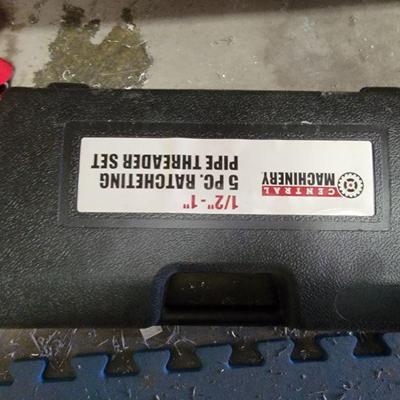 CENTRAL
MACHINERY
1/2" - 1"
5 PC. RATCHETING
PIPE THREADER SET